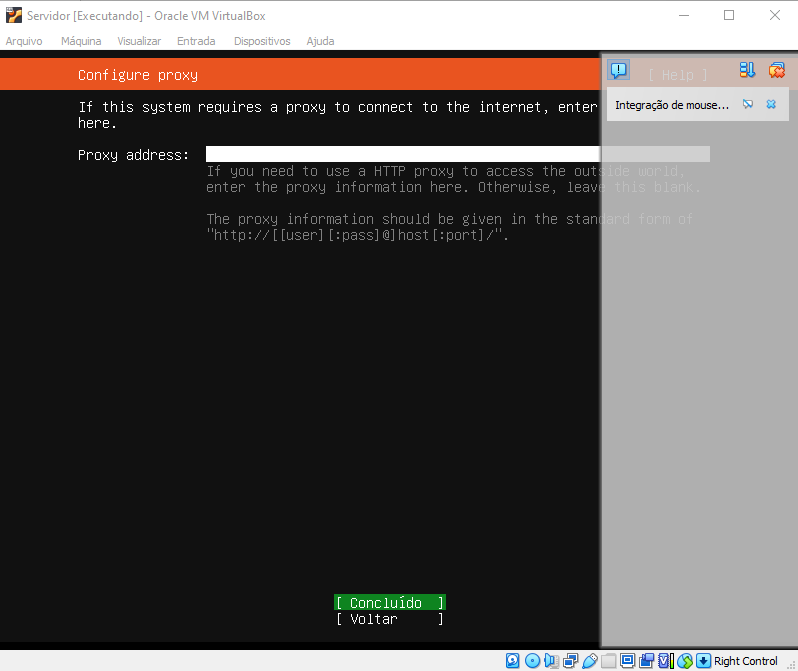 Servidor [Executando] - Oracle VM VirtualBox
Arquivo Máquina Visualizar Entrada Dispositivos Ajuda
Configure proxy [ Help ]
If this system requires a proxy to connect to the internet, enter
here.
Integração de mouse...
Proxy address:
If you need to use a HTTP proxy to access the outside world,
enter the proxy information here. Otherwise, leave this blank.
The proxy information should be given in the standard form of
"http://[[user][:pass]@]host[:port]/".
[ Concluído ]
[ Voltar ]
Right Control